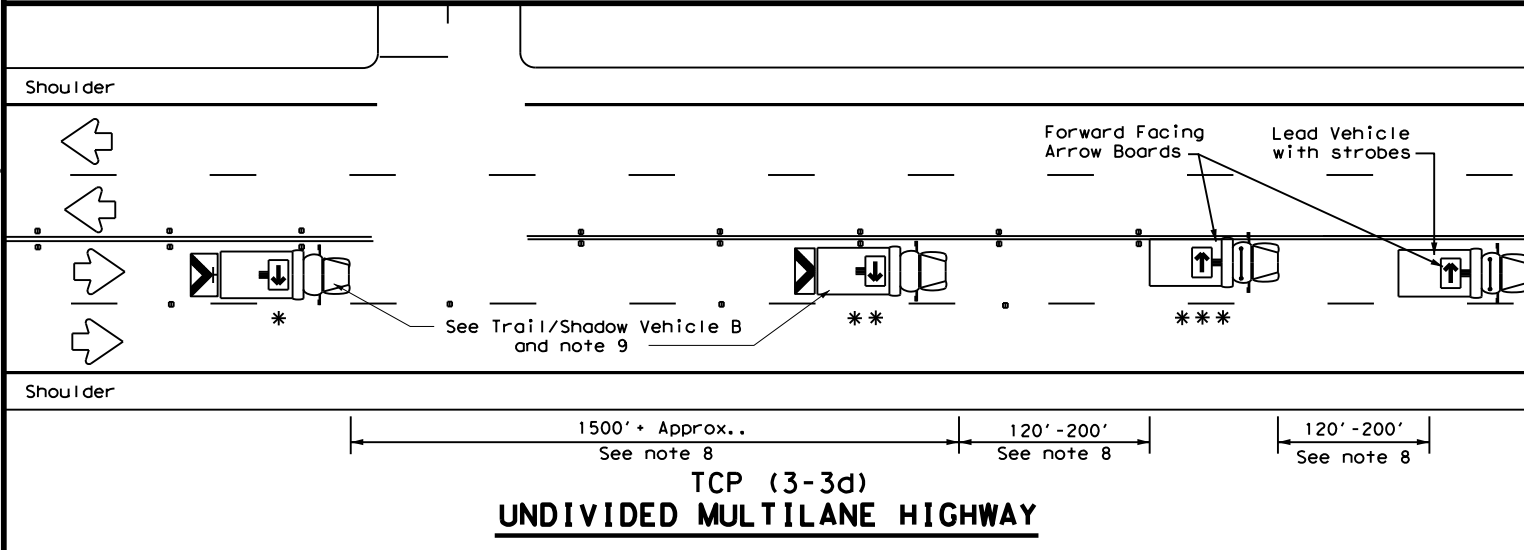 Shoulder
Forward Facing
Arrow Boards
Lead Vehicle
with strobes
*
**
***
See Trail/Shadow Vehicle B
and note 9
Shoulder
1500'+ Approx..
See note 8
120'-200'
See note 8
120'-200'
See note 8
TCP (3-3d)
UNDIVIDED MULTILANE HIGHWAY